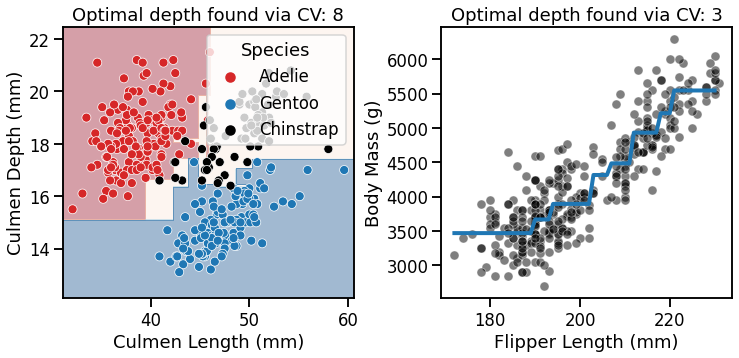 Optimal depth found via CV: 8
Culmen Depth (mm)
22
20
18
16
14
Species
Adelie
Gentoo
Chinstrap
40
50
60
Culmen Length (mm)
Optimal depth found via CV: 3
Body Mass (g)
6000
5500
5000
4500
4000
3500
3000
180
200
220
Flipper Length (mm)